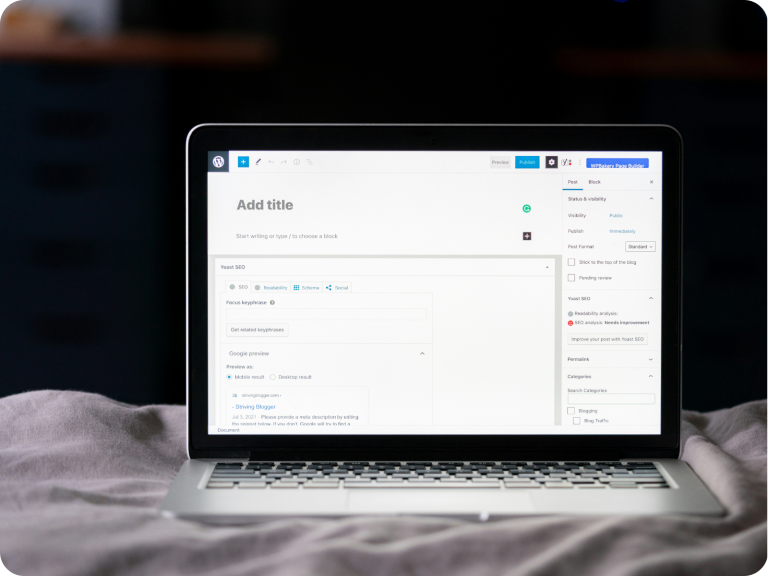 Preview
Publish
WPBakery Page Builder
Post
Block
Add title
Status & visibility
Visibility
Public
Start writing or type / to choose a block
Publish
Immediately
Post Format
Standard
Stick to the top of the blog
Pending review
Yoast SEO
SEO
Readability
Schema
Social
Focus keyphrase
Get related keyphrases
Google preview
Preview as:
Mobile result
Desktop result
strivingblogger.com
- Striving Blogger
Jul 3, 2021 · Please provide a meta description by editing
the snippet below. If you don't, Google will try to find a
Document
Yoast SEO
Readability analysis:
SEO analysis: Needs improvement
Improve your post with Yoast SEO
Permalink
Categories
Search Categories
Blogging
Blog Traffic